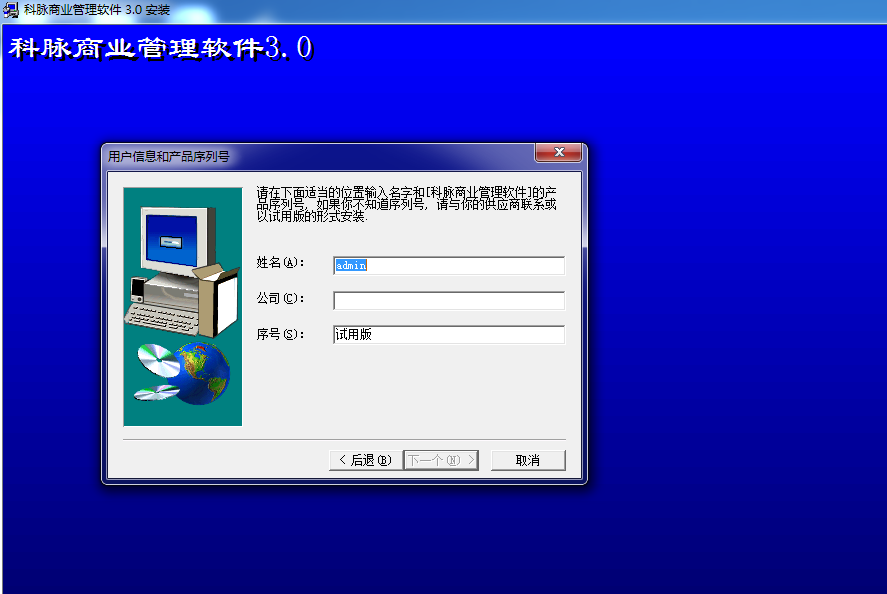 科脉商业管理软件 3.0 安装
科脉商业管理软件3.0
用户信息和产品序列号
请在下面适当的位置输入名字和[科脉商业管理软件]的产
品序列号, 如果你不知道序列号, 请与你的供应商联系或
以试用版的形式安装.
姓名(A): admin
公司(C):
序号(S): 试用版
< 后退(B) 下一个(N) > 取消